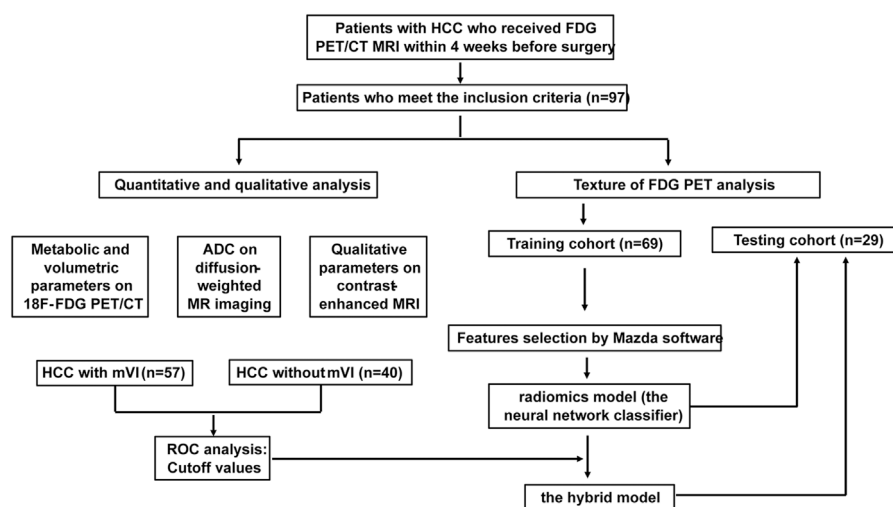 Patients with HCC who received FDG
PET/CT MRI within 4 weeks before surgery
Patients who meet the inclusion criteria (n=97)
Quantitative and qualitative analysis
Texture of FDG PET analysis
Metabolic and
volumetric
parameters on
18F-FDG PET/CT
ADC on
diffusion-
weighted
MR imaging
Qualitative
parameters on
contrast-
enhanced MRI
Training cohort (n=69)
Testing cohort (n=29)
Features selection by Mazda software
HCC with mVI (n=57)
HCC without mVI (n=40)
radiomics model (the
neural network classifier)
ROC analysis:
Cutoff values
the hybrid model